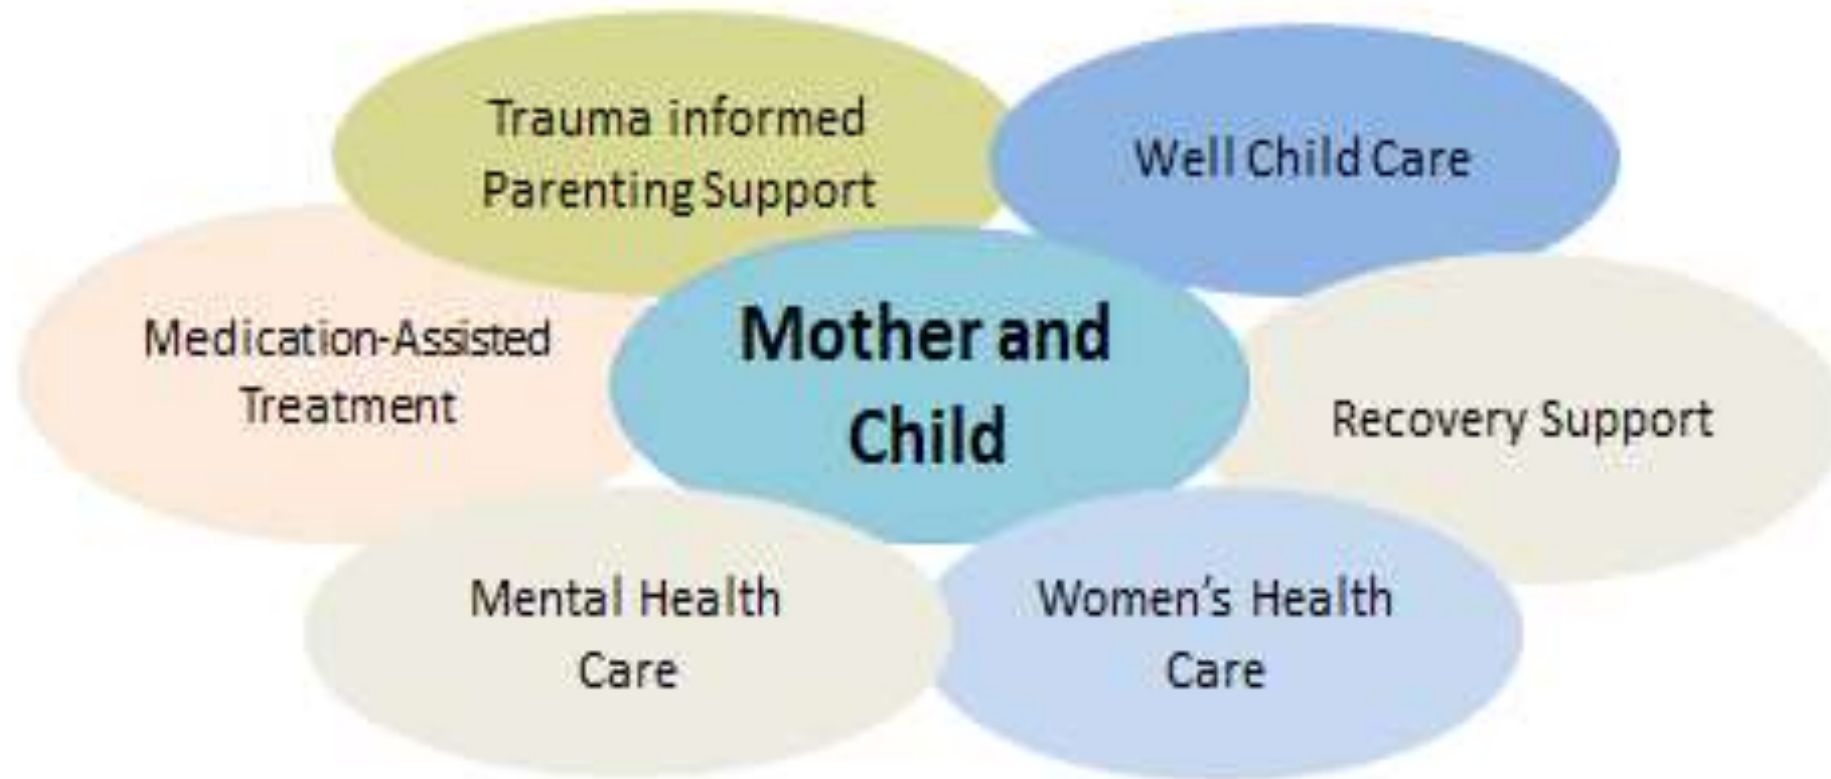 Trauma informed
Parenting Support
Well Child Care
Medication-Assisted
Treatment
Mother and
Child
Recovery Support
Mental Health
Care
Women’s Health
Care